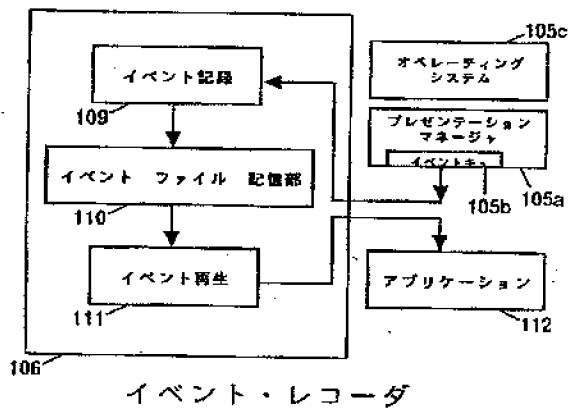 105c
イベント記録
オペレーティング
システム
109
プレゼンテーション
マネージャ
イベントキュ
イベント ファイル 記憶部
110
105b
105a
イベント再生
アプリケーション
111
112
106
イベント・レコーダ